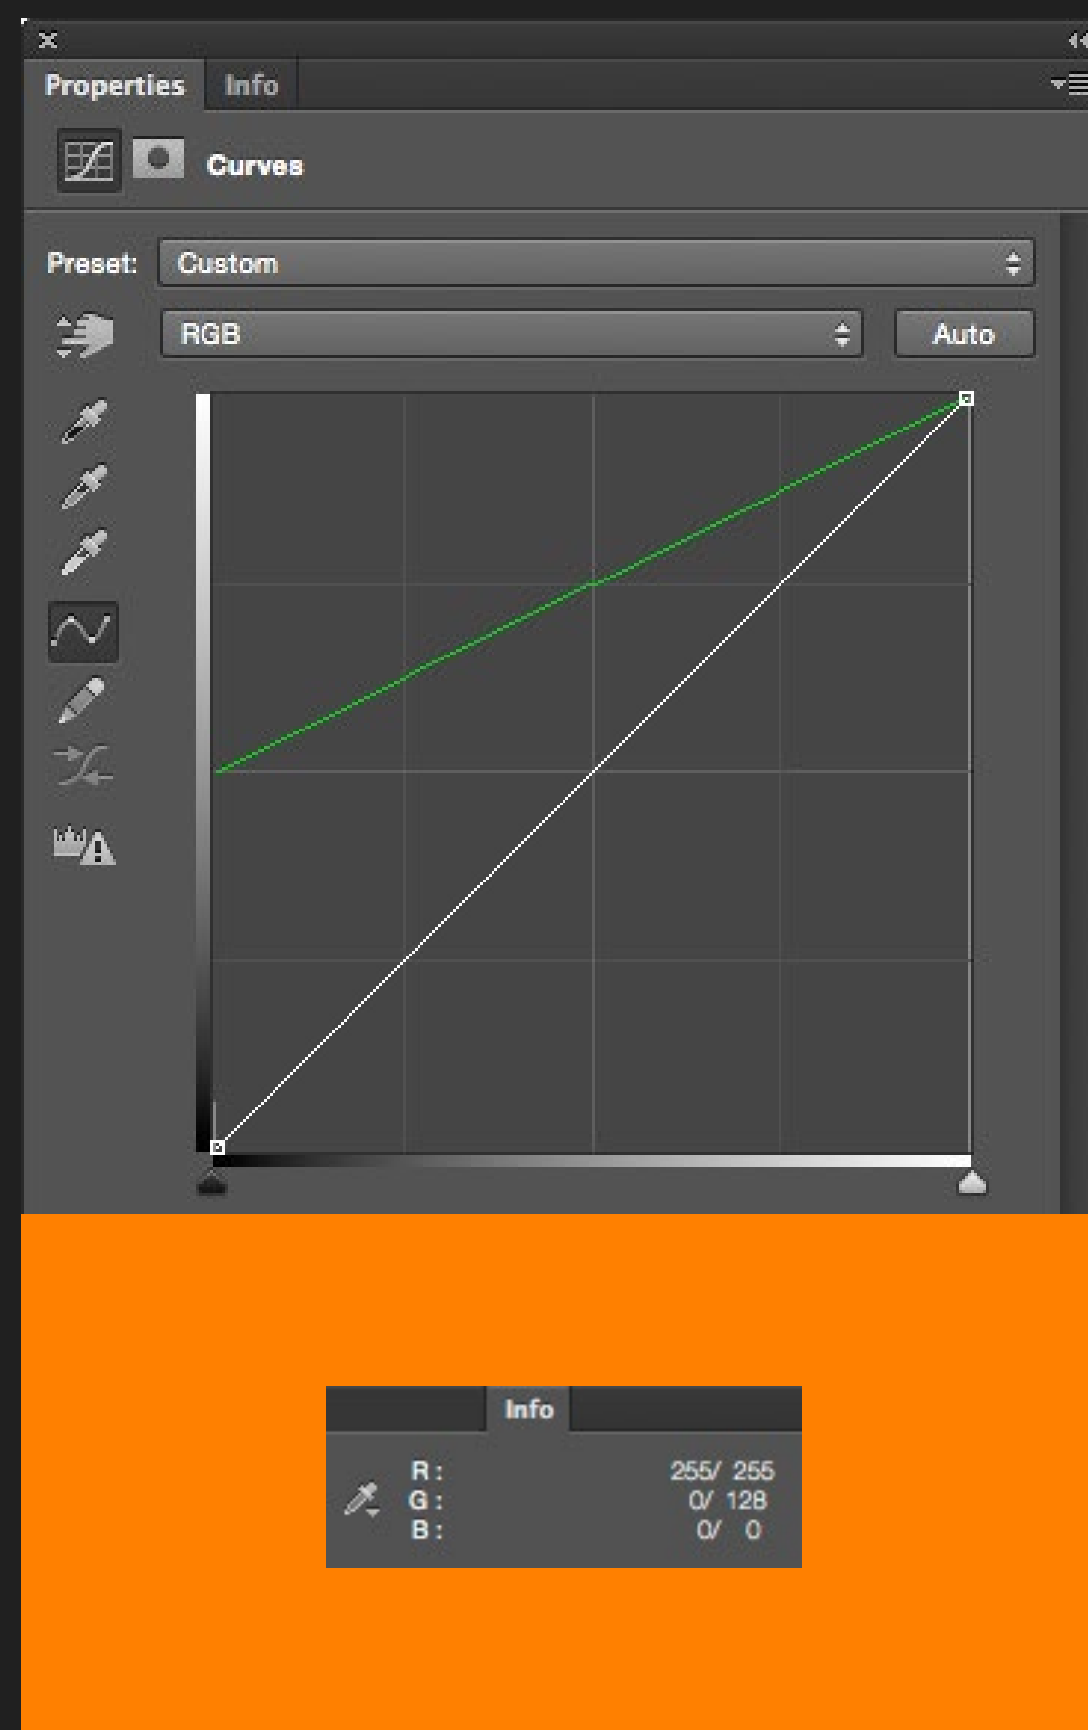 Properties Info
Curves
Preset: Custom
RGB Auto
Info
R: 255/ 255
G: 0/ 128
B: 0/ 0